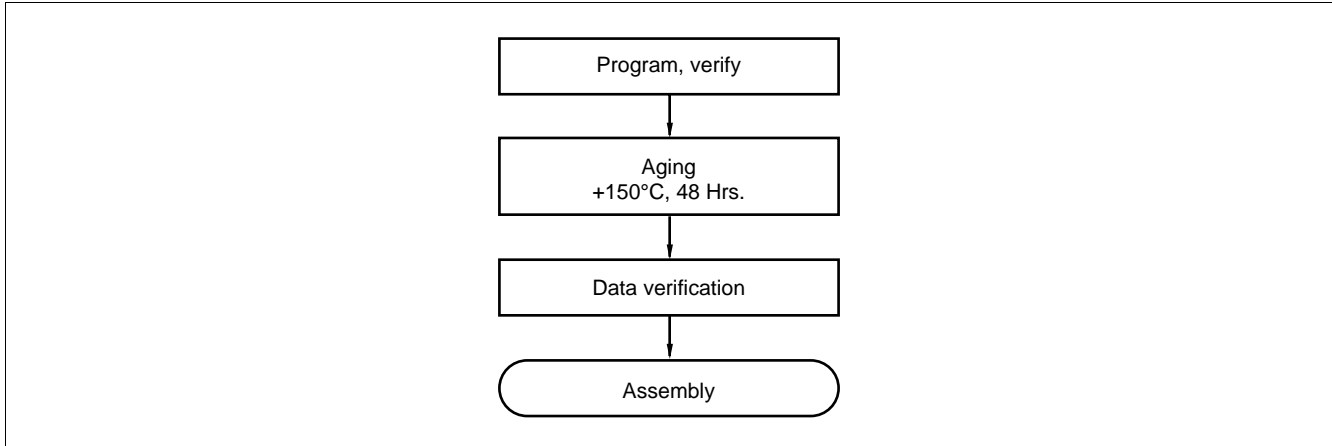 Program, verify
Aging
+150°C, 48 Hrs.
Data verification
Assembly